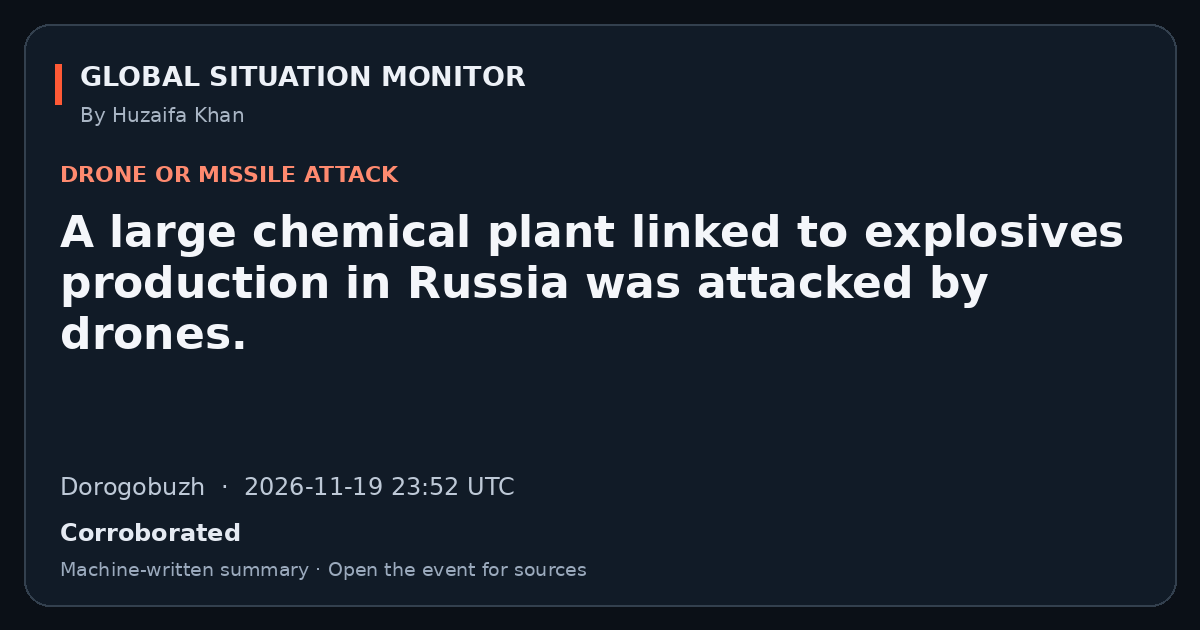 GLOBAL SITUATION MONITOR
By Huzaifa Khan
DRONE OR MISSILE ATTACK
A large chemical plant linked to explosives
production in Russia was attacked by
drones.
Dorogobuzh · 2026-11-19 23:52 UTC
Corroborated
Machine-written summary · Open the event for sources